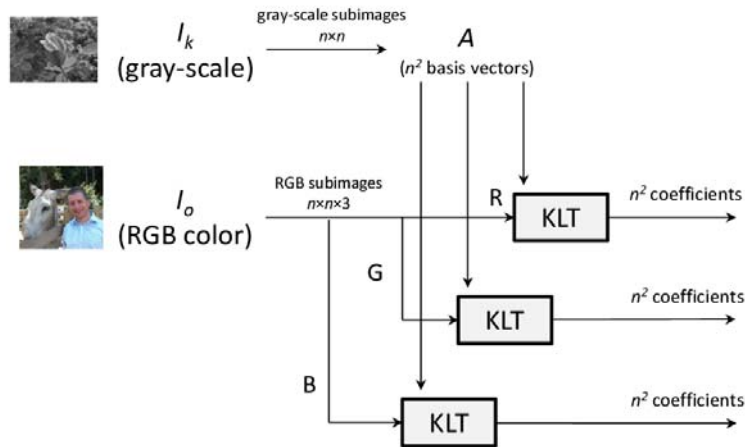 gray-scale subimages
n×n
I_k
(gray-scale)
A
(n² basis vectors)
RGB subimages
n×n×3
I_o
(RGB color)
R
KLT
n² coefficients
G
KLT
n² coefficients
B
KLT
n² coefficients